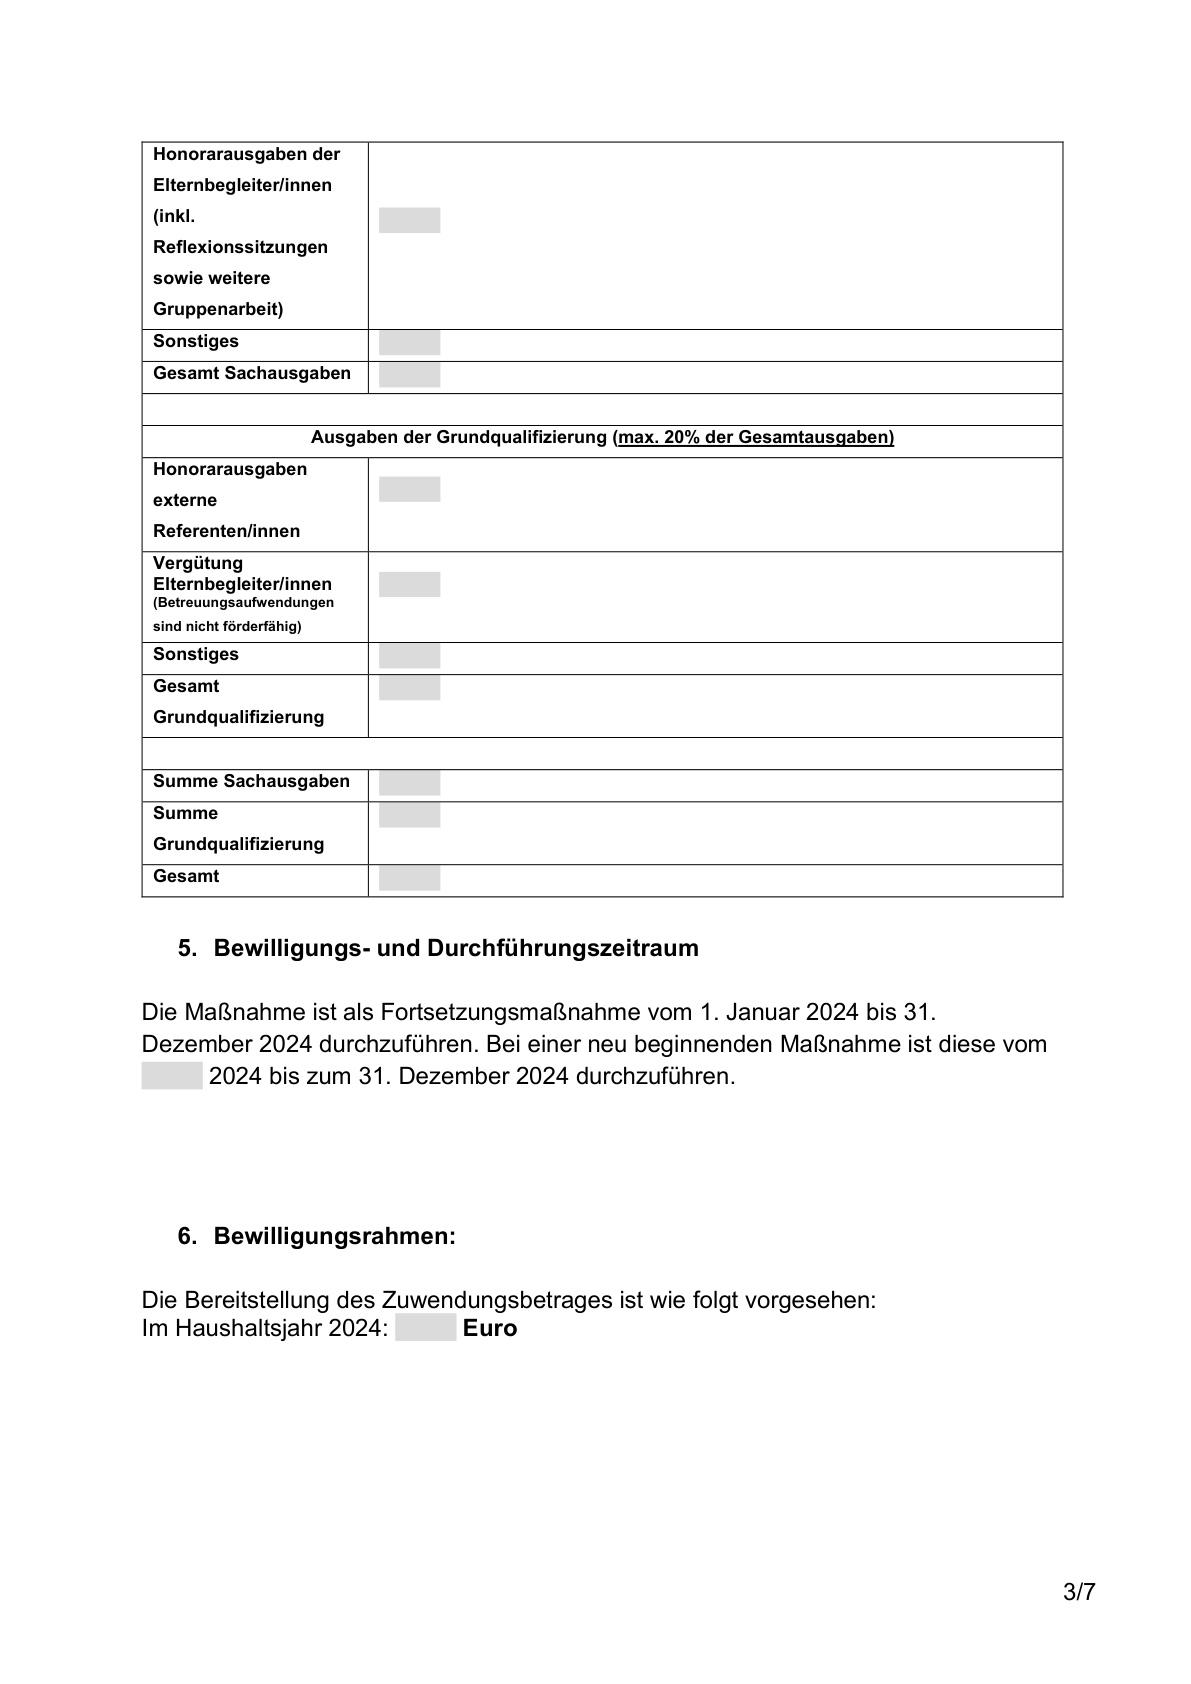 Honorarausgaben der
Elternbegleiter/innen
(inkl.
Reflexionssitzungen
sowie weitere
Gruppenarbeit)
Sonstiges
Gesamt Sachausgaben
Ausgaben der Grundqualifizierung (max. 20% der Gesamtausgaben)
Honorarausgaben
externe
Referenten/innen
Vergütung
Elternbegleiter/innen
(Betreuungsaufwendungen
sind nicht förderfähig)
Sonstiges
Gesamt
Grundqualifizierung
Summe Sachausgaben
Summe
Grundqualifizierung
Gesamt
5. Bewilligungs- und Durchführungszeitraum
Die Maßnahme ist als Fortsetzungsmaßnahme vom 1. Januar 2024 bis 31.
Dezember 2024 durchzuführen. Bei einer neu beginnenden Maßnahme ist diese vom
2024 bis zum 31. Dezember 2024 durchzuführen.
6. Bewilligungsrahmen:
Die Bereitstellung des Zuwendungsbetrages ist wie folgt vorgesehen:
Im Haushaltsjahr 2024: Euro
3/7